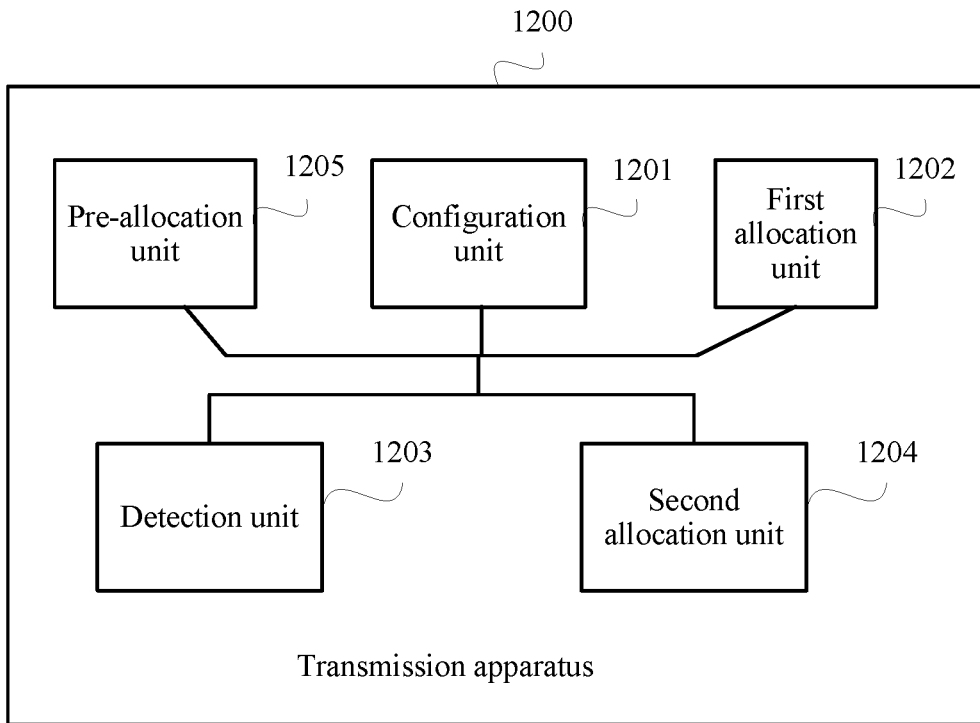 1200
1205
Pre-allocation
unit
1201
Configuration
unit
1202
First
allocation
unit
1203
Detection unit
1204
Second
allocation unit
Transmission apparatus